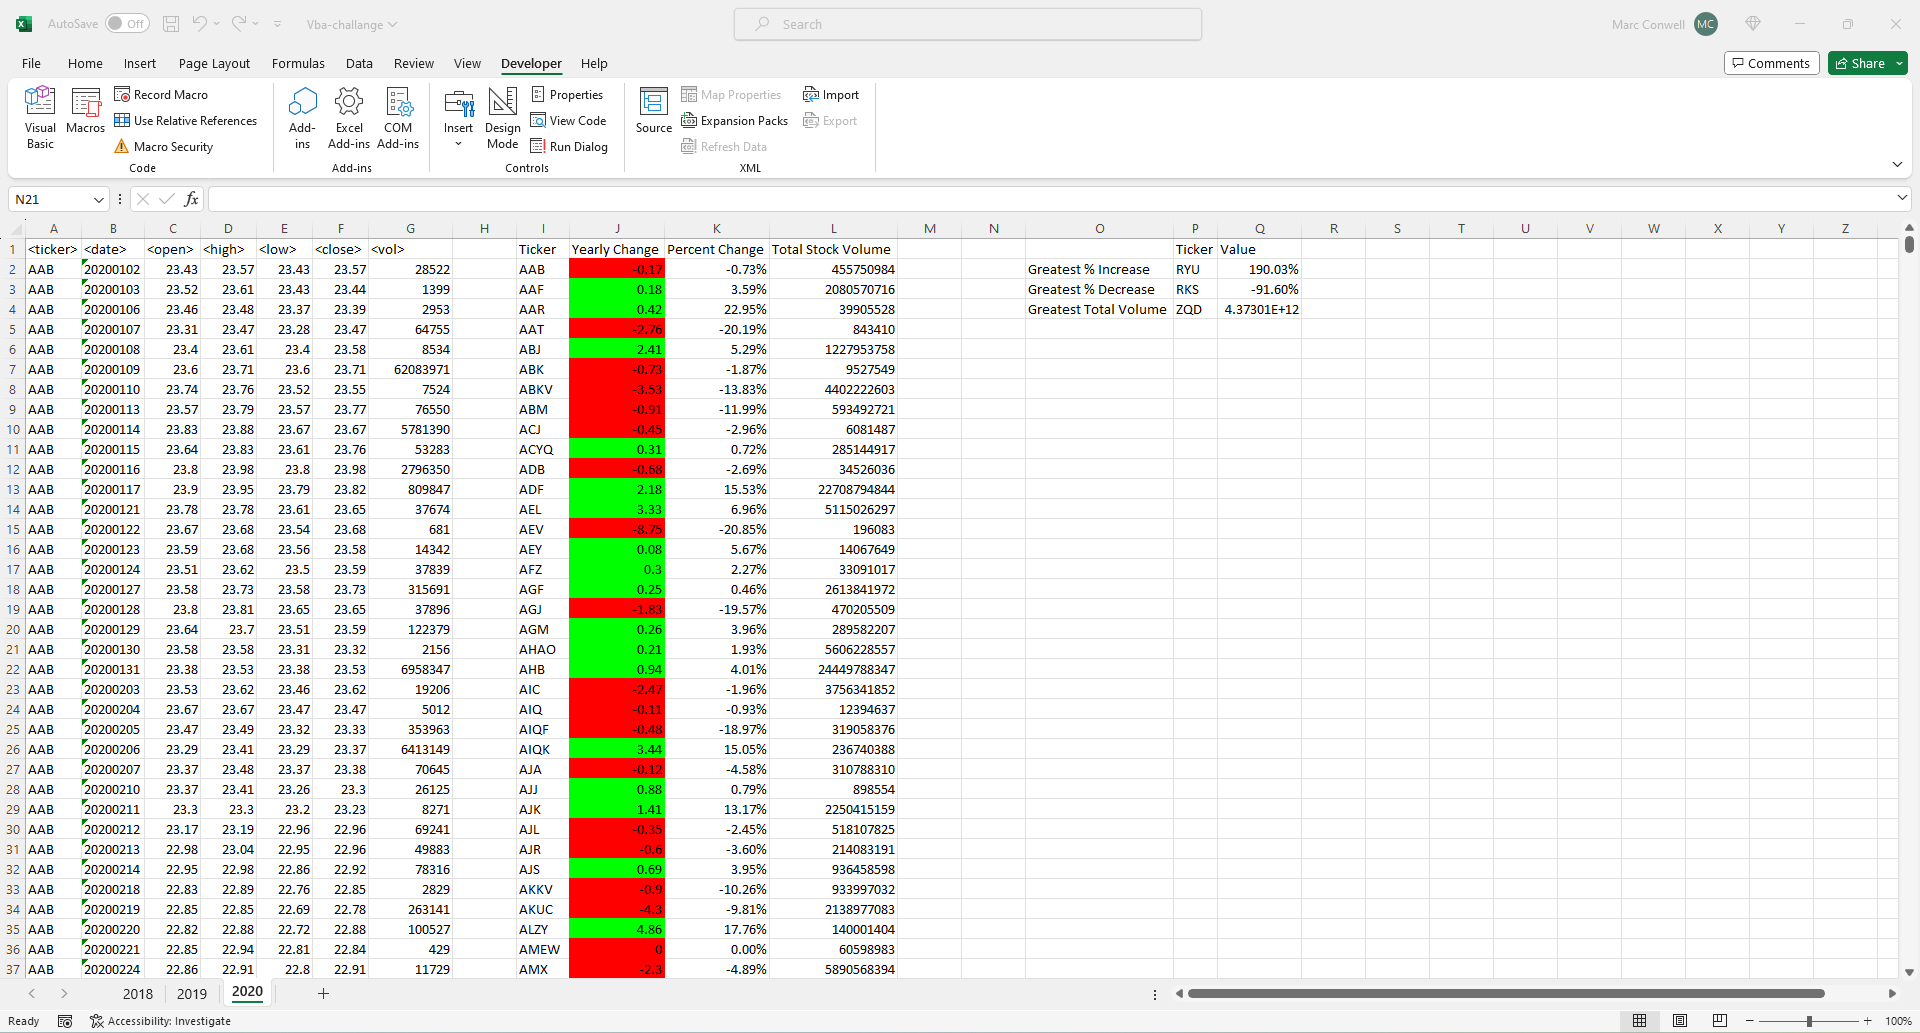 AutoSave Off Vba-challange Search Marc Conwell MC
File Home Insert Page Layout Formulas Data Review View Developer Help Comments Share
Visual Basic Macros Record Macro Use Relative References Macro Security Code
Add-ins Excel Add-ins COM Add-ins Add-ins
Insert Design Mode Properties View Code Run Dialog Controls
Source Map Properties Expansion Packs Refresh Data Import Export XML
N21 fx
A B C D E F G H I J K L M N O P Q R S T U V W X Y Z
1 <ticker> <date> <open> <high> <low> <close> <vol> Ticker Yearly Change Percent Change Total Stock Volume Ticker Value
2 AAB 20200102 23.43 23.57 23.43 23.57 28522 AAB -0.17 -0.73% 455750984 Greatest % Increase RYU 190.03%
3 AAB 20200103 23.52 23.61 23.43 23.44 1399 AAF 0.18 3.59% 2080570716 Greatest % Decrease RKS -91.60%
4 AAB 20200106 23.46 23.48 23.37 23.39 2953 AAR 0.42 22.95% 39905528 Greatest Total Volume ZQD 4.37301E+12
5 AAB 20200107 23.31 23.47 23.28 23.47 64755 AAT -2.76 -20.19% 843410
6 AAB 20200108 23.4 23.61 23.4 23.58 8534 ABJ 2.41 5.29% 1227953758
7 AAB 20200109 23.6 23.71 23.6 23.71 62083971 ABK -0.73 -1.87% 9527549
8 AAB 20200110 23.74 23.76 23.52 23.55 7524 ABKV -3.53 -13.83% 4402222603
9 AAB 20200113 23.57 23.79 23.57 23.77 76550 ABM -0.91 -11.99% 593492721
10 AAB 20200114 23.83 23.88 23.67 23.67 5781390 ACJ -0.45 -2.96% 6081487
11 AAB 20200115 23.64 23.83 23.61 23.76 53283 ACYQ 0.31 0.72% 285144917
12 AAB 20200116 23.8 23.98 23.8 23.98 2796350 ADB -0.68 -2.69% 34526036
13 AAB 20200117 23.9 23.95 23.79 23.82 809847 ADF 2.18 15.53% 22708794844
14 AAB 20200121 23.78 23.78 23.61 23.65 37674 AEL 3.33 6.96% 5115026297
15 AAB 20200122 23.67 23.68 23.54 23.68 681 AEV -8.75 -20.85% 196083
16 AAB 20200123 23.59 23.68 23.56 23.58 14342 AEY 0.08 5.67% 14067649
17 AAB 20200124 23.51 23.62 23.5 23.59 37839 AFZ 0.3 2.27% 33091017
18 AAB 20200127 23.58 23.73 23.58 23.73 315691 AGF 0.25 0.46% 2613841972
19 AAB 20200128 23.8 23.81 23.65 23.65 37896 AGJ -1.83 -19.57% 470205509
20 AAB 20200129 23.64 23.7 23.51 23.59 122379 AGM 0.26 3.96% 289582207
21 AAB 20200130 23.58 23.58 23.31 23.32 2156 AHAO 0.21 1.93% 5606228557
22 AAB 20200131 23.38 23.53 23.38 23.53 6958347 AHB 0.94 4.01% 24449788347
23 AAB 20200203 23.53 23.62 23.46 23.62 19206 AIC -2.47 -1.96% 3756341852
24 AAB 20200204 23.67 23.67 23.47 23.47 5012 AIQ -0.11 -0.93% 12394637
25 AAB 20200205 23.47 23.49 23.32 23.33 353963 AIQF -0.48 -18.97% 319058376
26 AAB 20200206 23.29 23.41 23.29 23.37 6413149 AIQK 3.44 15.05% 236740388
27 AAB 20200207 23.37 23.48 23.37 23.38 70645 AJA -0.12 -4.58% 310788310
28 AAB 20200210 23.37 23.41 23.26 23.3 26125 AJJ 0.88 0.79% 898554
29 AAB 20200211 23.3 23.3 23.2 23.23 8271 AJK 1.41 13.17% 2250415159
30 AAB 20200212 23.17 23.19 22.96 22.96 69241 AJL -0.35 -2.45% 518107825
31 AAB 20200213 22.98 23.04 22.95 22.96 49883 AJR -0.6 -3.60% 214083191
32 AAB 20200214 22.95 22.98 22.86 22.92 78316 AJS 0.69 3.95% 936458598
33 AAB 20200218 22.83 22.89 22.76 22.85 2829 AKKV -0.9 -10.26% 933997032
34 AAB 20200219 22.85 22.85 22.69 22.78 263141 AKUC -4.3 -9.81% 2138977083
35 AAB 20200220 22.82 22.88 22.72 22.88 100527 ALZY 4.86 17.76% 140001404
36 AAB 20200221 22.85 22.94 22.81 22.84 429 AMEW 0 0.00% 60598983
37 AAB 20200224 22.86 22.91 22.8 22.91 11729 AMX -2.3 -4.89% 5890568394
2018 2019 2020
Ready Accessibility: Investigate 100%